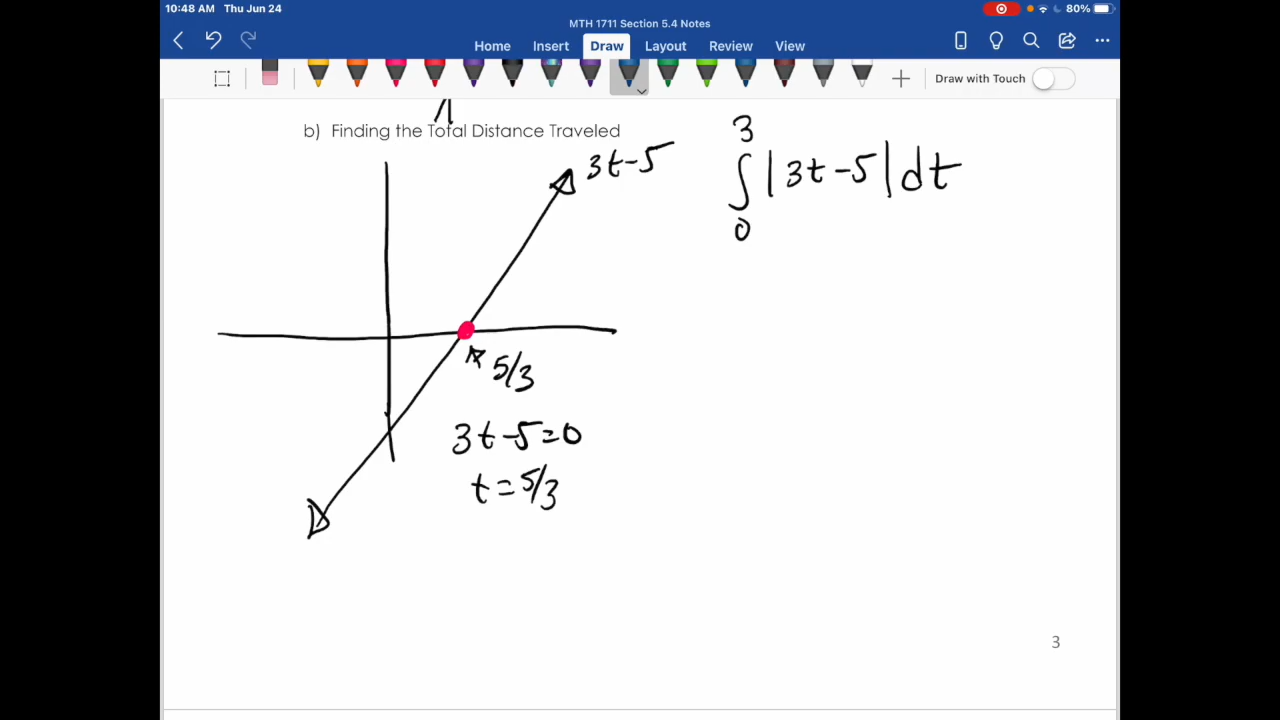 10:48 AM Thu Jun 24
80%
MTH 1711 Section 5.4 Notes
Home Insert Draw Layout Review View
Draw with Touch
b) Finding the Total Distance Traveled
3t-5
3
∫ |3t-5| dt
0
5/3
3t-5=0
t=5/3
3